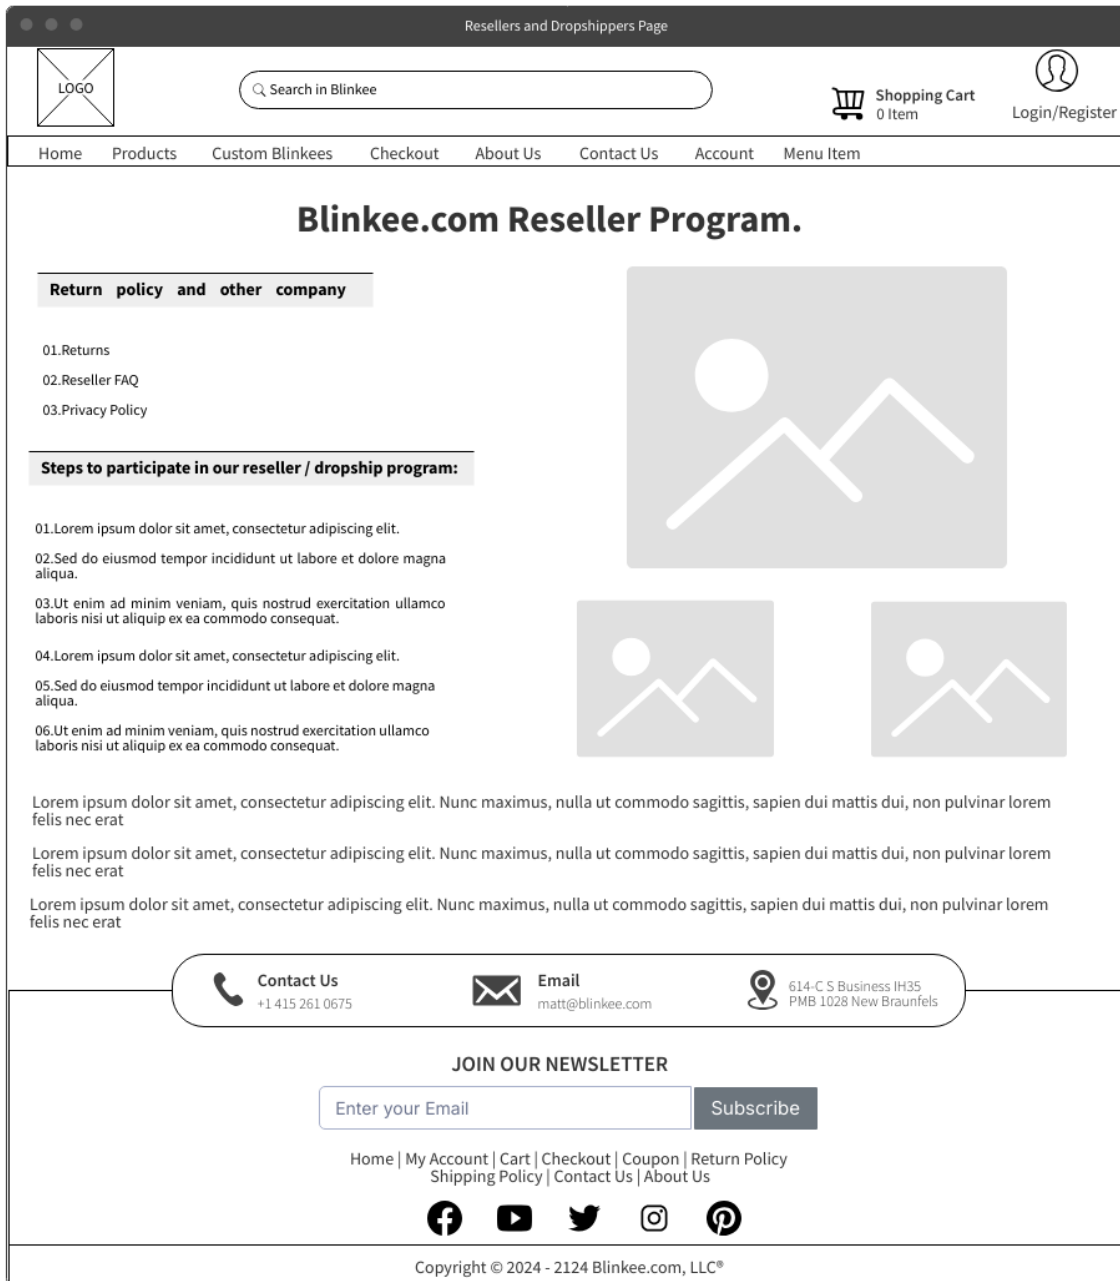 Resellers and Dropshippers Page
LOGO
Search in Blinkee
Shopping Cart
0 Item
Login/Register
Home Products Custom Blinkees Checkout About Us Contact Us Account Menu Item
Blinkee.com Reseller Program.
Return policy and other company
01.Returns
02.Reseller FAQ
03.Privacy Policy
Steps to participate in our reseller / dropship program:
01.Lorem ipsum dolor sit amet, consectetur adipiscing elit.
02.Sed do eiusmod tempor incididunt ut labore et dolore magna
aliqua.
03.Ut enim ad minim veniam, quis nostrud exercitation ullamco
laboris nisi ut aliquip ex ea commodo consequat.
04.Lorem ipsum dolor sit amet, consectetur adipiscing elit.
05.Sed do eiusmod tempor incididunt ut labore et dolore magna
aliqua.
06.Ut enim ad minim veniam, quis nostrud exercitation ullamco
laboris nisi ut aliquip ex ea commodo consequat.
Lorem ipsum dolor sit amet, consectetur adipiscing elit. Nunc maximus, nulla ut commodo sagittis, sapien dui mattis dui, non pulvinar lorem
felis nec erat
Lorem ipsum dolor sit amet, consectetur adipiscing elit. Nunc maximus, nulla ut commodo sagittis, sapien dui mattis dui, non pulvinar lorem
felis nec erat
Lorem ipsum dolor sit amet, consectetur adipiscing elit. Nunc maximus, nulla ut commodo sagittis, sapien dui mattis dui, non pulvinar lorem
felis nec erat
Contact Us
+1 415 261 0675
Email
matt@blinkee.com
614-C S Business IH35
PMB 1028 New Braunfels
JOIN OUR NEWSLETTER
Enter your Email
Subscribe
Home | My Account | Cart | Checkout | Coupon | Return Policy
Shipping Policy | Contact Us | About Us
Copyright © 2024 - 2124 Blinkee.com, LLC®